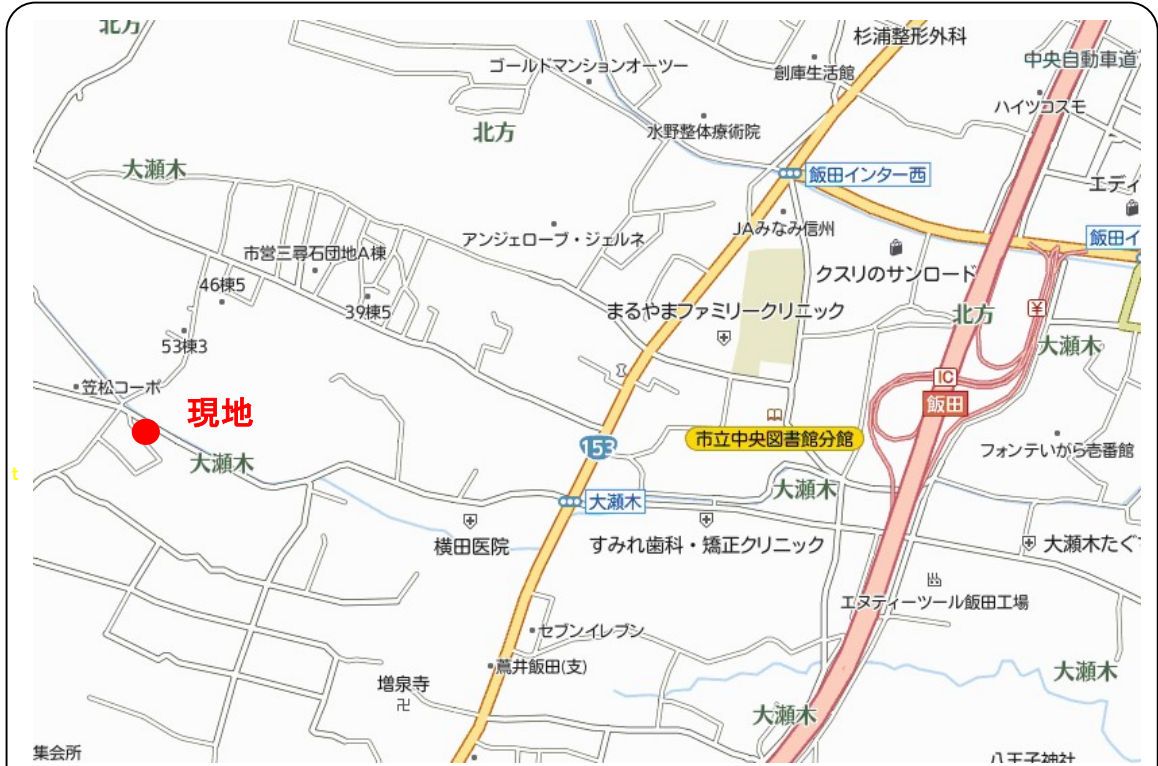 北方
杉浦整形外科
中央自動車道
ゴールドマンションオーツー
創庫生活館
ハイツコスモ
北方
水野整体療術院
大瀬木
飯田インター西
エディ
JAみなみ信州
飯田イ
アンジェローブ・ジェルネ
市営三尋石団地A棟
クスリのサンロード
46棟5
39棟5
まるやまファミリークリニック
北方
¥
大瀬木
53棟3
笠松コーポ
IC
飯田
現地
市立中央図書館分館
153
フォンテいがら壱番館
大瀬木
t
大瀬木
大瀬木
横田医院
すみれ歯科・矯正クリニック
大瀬木たぐ
エヌティーツール飯田工場
セブンイレブン
蔦井飯田(支)
大瀬木
増泉寺
卍
大瀬木
集会所
八王子神社